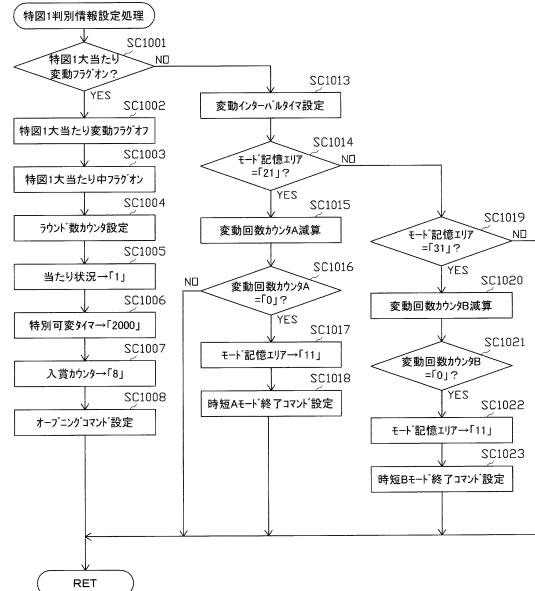 特図1判別情報設定処理
SC1001
特図1大当たり
変動フラグオン?
NO
YES
SC1002
特図1大当たり変動フラグオフ
SC1003
特図1大当たり中フラグオン
SC1004
ラウンド数カウンタ設定
SC1005
当たり状況→「1」
SC1006
特別可変タイマ→「2000」
SC1007
入賞カウンター→「8」
SC1008
オープニングコマンド設定
SC1013
変動インターバルタイマ設定
SC1014
モード記憶エリア
=「21」?
NO
YES
SC1015
変動回数カウンタA減算
SC1016
変動回数カウンタA
=「0」?
NO
YES
SC1017
モード記憶エリア→「11」
SC1018
時短Aモード終了コマンド設定
SC1019
モード記憶エリア
=「31」?
NO
YES
SC1020
変動回数カウンタB減算
SC1021
変動回数カウンタB
=「0」?
YES
SC1022
モード記憶エリア→「11」
SC1023
時短Bモード終了コマンド設定
RET